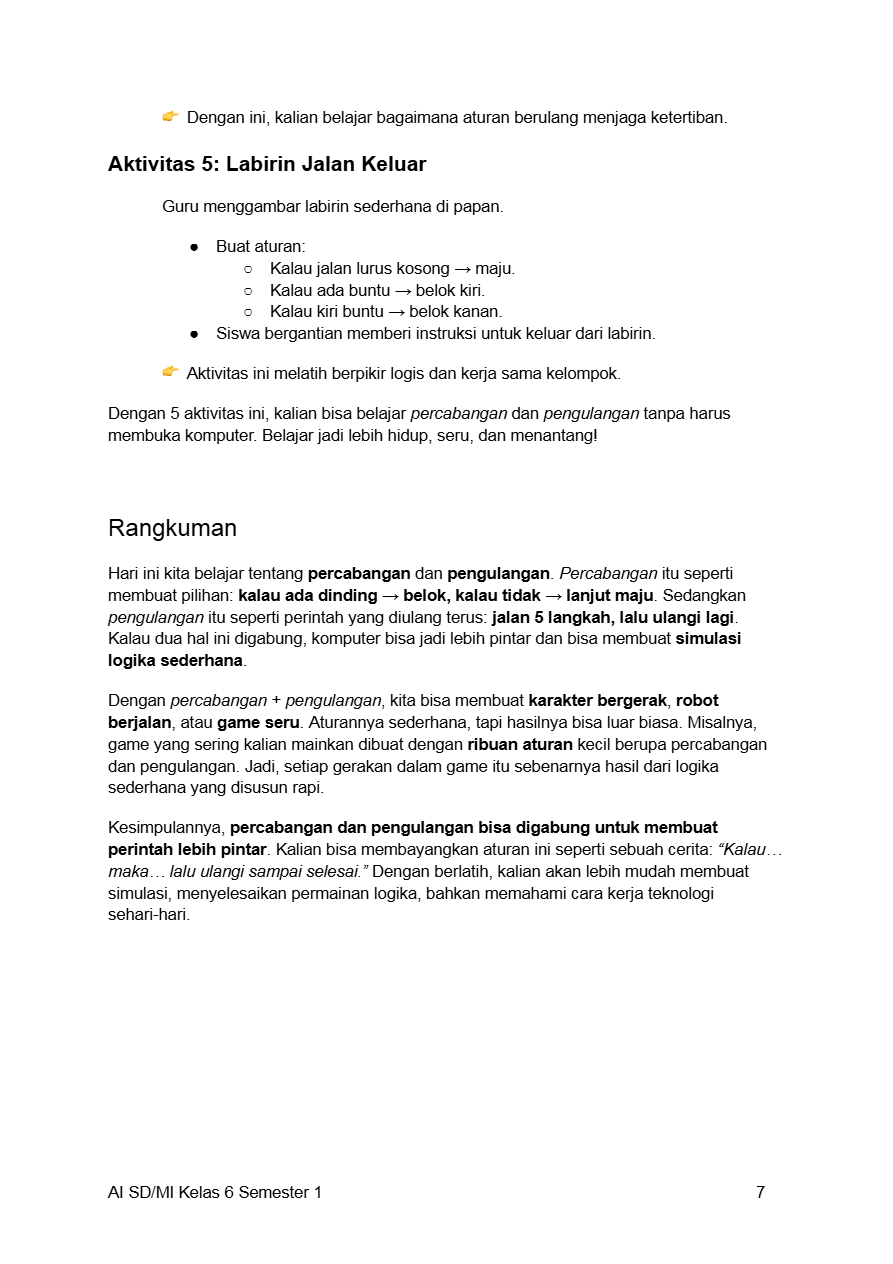 👉 Dengan ini, kalian belajar bagaimana aturan berulang menjaga ketertiban.
Aktivitas 5: Labirin Jalan Keluar
Guru menggambar labirin sederhana di papan.
● Buat aturan:
○ Kalau jalan lurus kosong → maju.
○ Kalau ada buntu → belok kiri.
○ Kalau kiri buntu → belok kanan.
● Siswa bergantian memberi instruksi untuk keluar dari labirin.
👉 Aktivitas ini melatih berpikir logis dan kerja sama kelompok.
Dengan 5 aktivitas ini, kalian bisa belajar percabangan dan pengulangan tanpa harus
membuka komputer. Belajar jadi lebih hidup, seru, dan menantang!
Rangkuman
Hari ini kita belajar tentang percabangan dan pengulangan. Percabangan itu seperti
membuat pilihan: kalau ada dinding → belok, kalau tidak → lanjut maju. Sedangkan
pengulangan itu seperti perintah yang diulang terus: jalan 5 langkah, lalu ulangi lagi.
Kalau dua hal ini digabung, komputer bisa jadi lebih pintar dan bisa membuat simulasi
logika sederhana.
Dengan percabangan + pengulangan, kita bisa membuat karakter bergerak, robot
berjalan, atau game seru. Aturannya sederhana, tapi hasilnya bisa luar biasa. Misalnya,
game yang sering kalian mainkan dibuat dengan ribuan aturan kecil berupa percabangan
dan pengulangan. Jadi, setiap gerakan dalam game itu sebenarnya hasil dari logika
sederhana yang disusun rapi.
Kesimpulannya, percabangan dan pengulangan bisa digabung untuk membuat
perintah lebih pintar. Kalian bisa membayangkan aturan ini seperti sebuah cerita: “Kalau…
maka… lalu ulangi sampai selesai.” Dengan berlatih, kalian akan lebih mudah membuat
simulasi, menyelesaikan permainan logika, bahkan memahami cara kerja teknologi
sehari-hari.
AI SD/MI Kelas 6 Semester 1 7